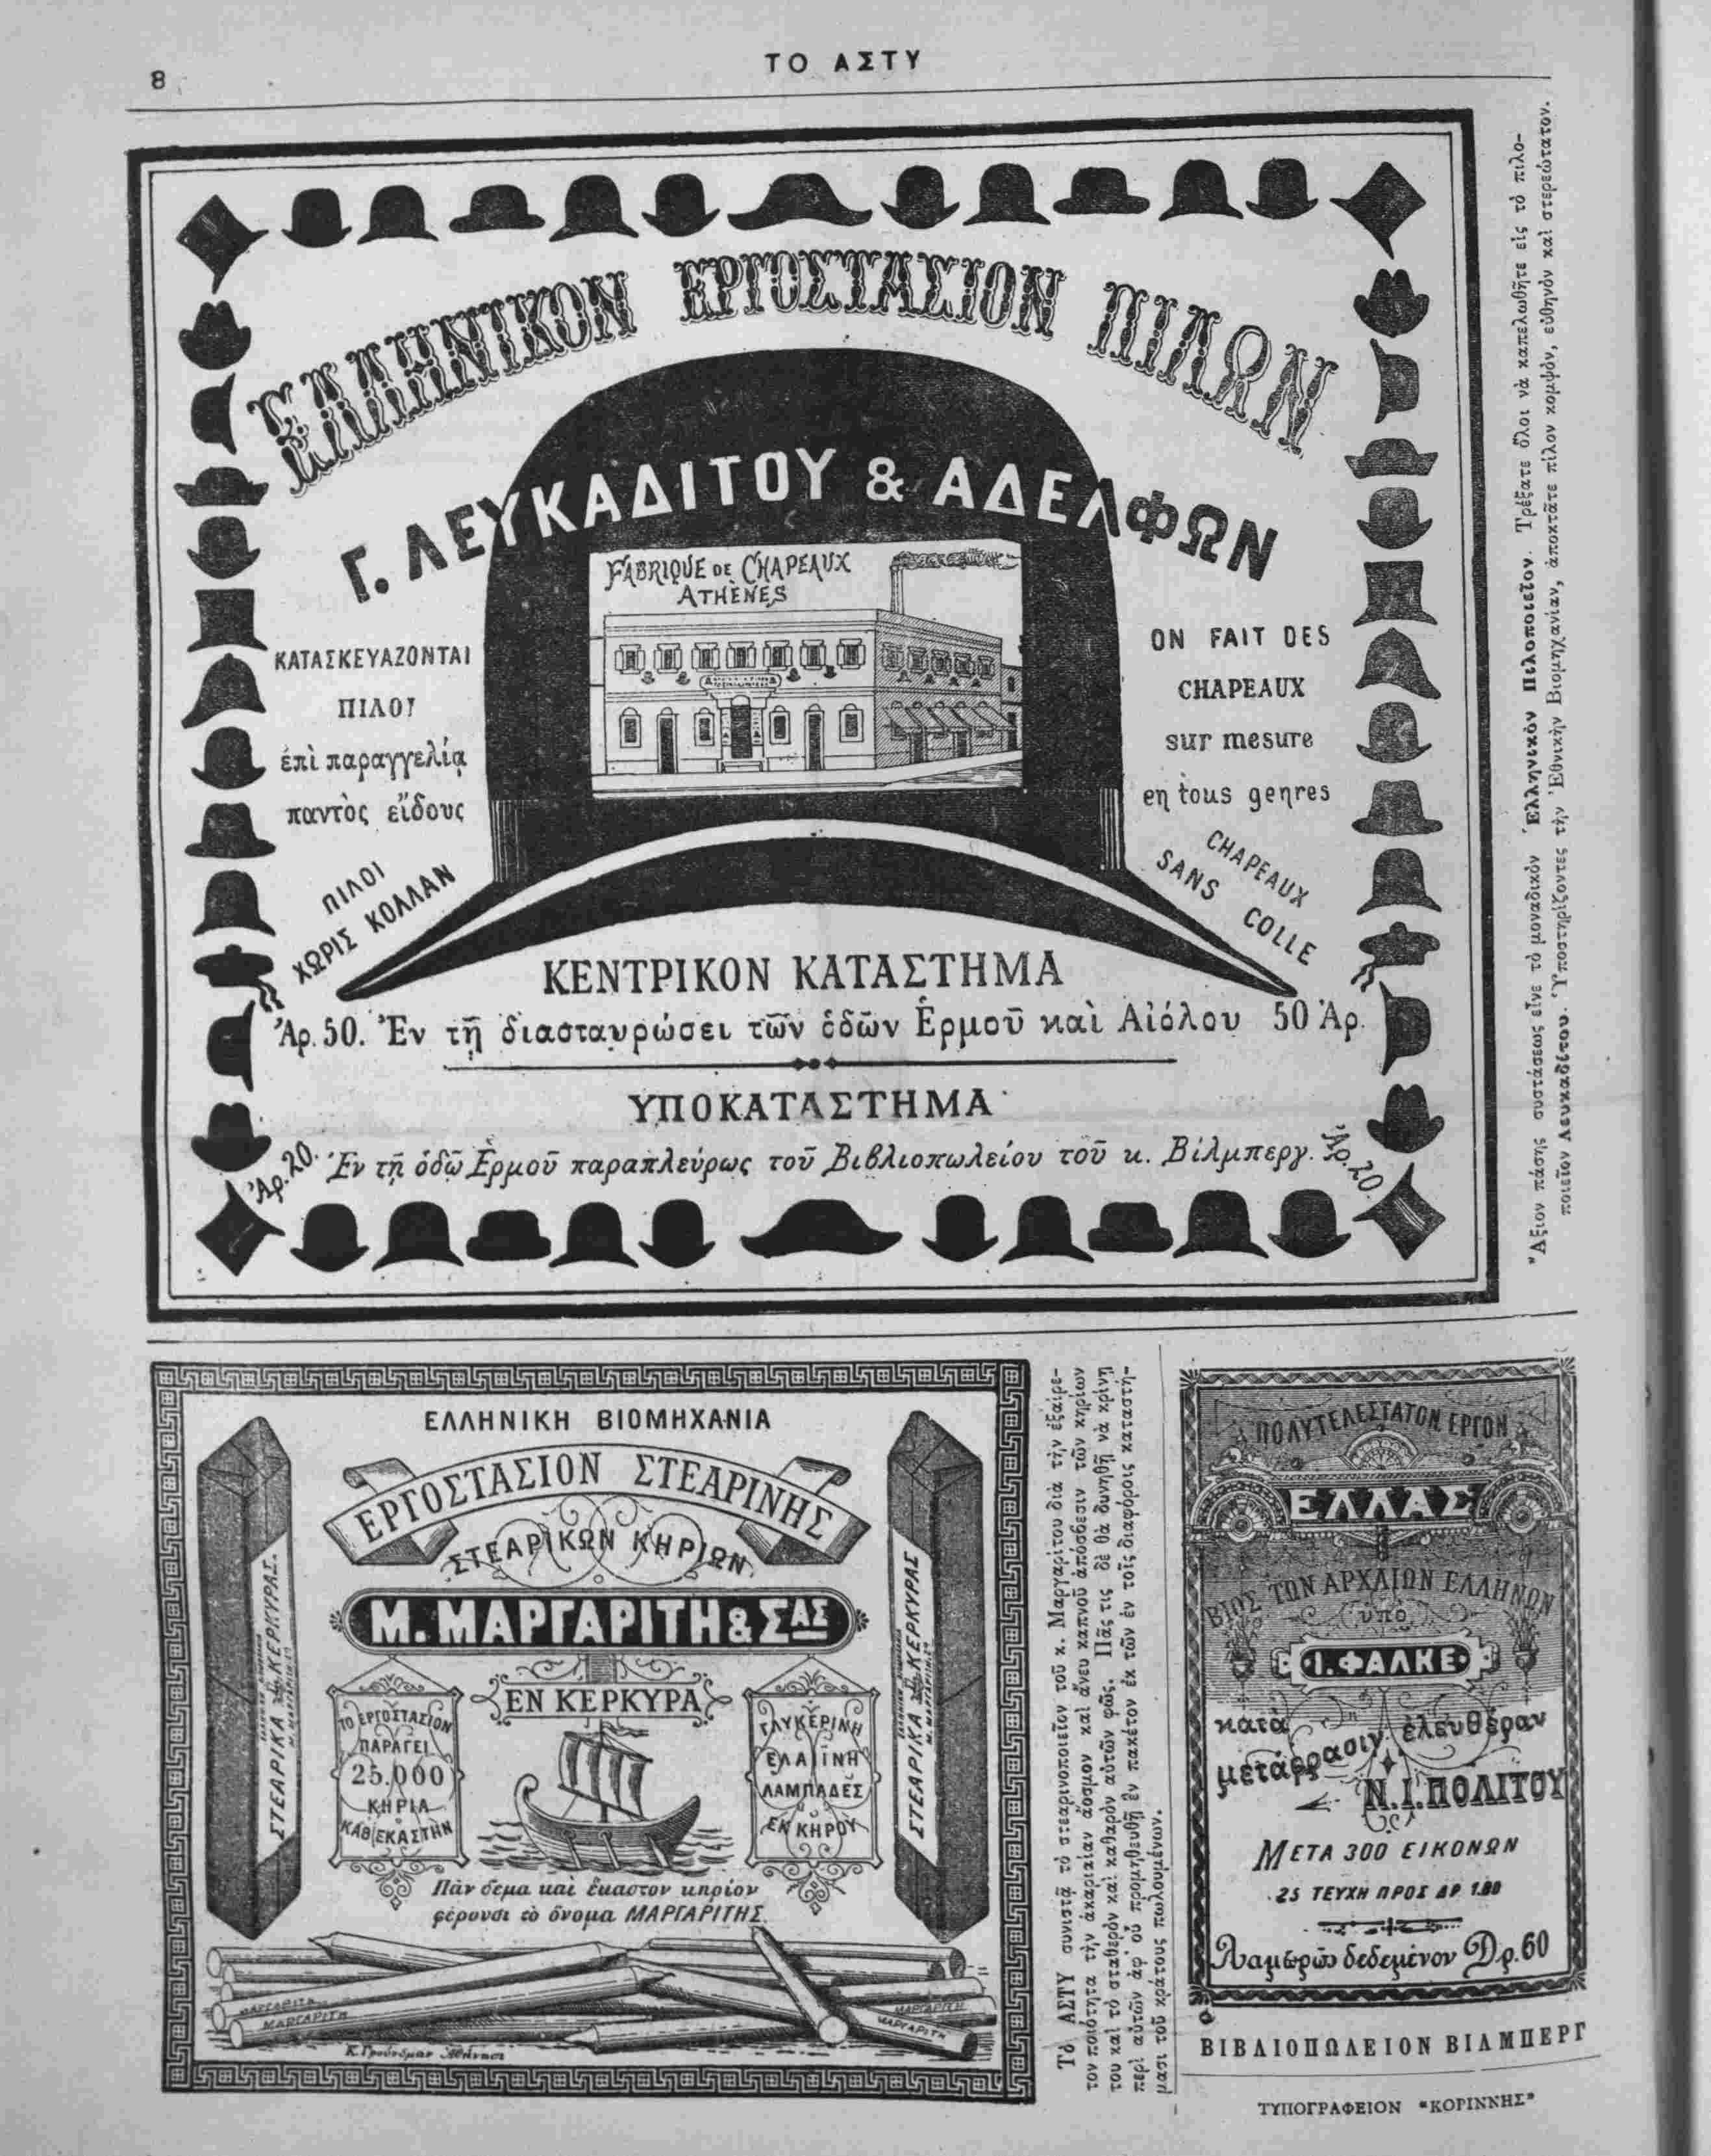 8
ΤΟ ΑΣΤΥ
ΕΛΛΗΝΙΚΟΝ ΕΡΓΟΣΤΑΣΙΟΝ ΠΙΛΩΝ
Γ. ΛΕΥΚΑΔΙΤΟΥ & ΑΔΕΛΦΩΝ
FABRIQUE DE CHAPEAUX
ATHÈNES
ΚΑΤΑΣΚΕΥΑΖΟΝΤΑΙ
ΠΙΛΟΙ
ἐπὶ παραγγελίᾳ
παντὸς εἴδους
ΠΙΛΟΙ
ΧΩΡΙΣ ΚΟΛΛΑΝ
ON FAIT DES
CHAPEAUX
sur mesure
en tous genres
CHAPEAUX
SANS COLLE
ΚΕΝΤΡΙΚΟΝ ΚΑΤΑΣΤΗΜΑ
Ἀρ. 50. Ἐν τῇ διασταυρώσει τῶν ὁδῶν Ἑρμοῦ καὶ Αἰόλου 50 Ἀρ.
ΥΠΟΚΑΤΑΣΤΗΜΑ
Ἀρ. 20. Ἐν τῇ ὁδῷ Ἑρμοῦ παραπλεύρως τοῦ Βιβλιοπωλείου τοῦ κ. Βίλμπεργ. Ἀρ. 20.
Ἄξιον πάσης συστάσεως εἶνε τὸ μοναδικὸν Ἑλληνικὸν Πιλοποιεῖον. Τρέξατε ὅλοι νὰ καπελωθῆτε εἰς τὸ πιλο-
ποιεῖον Λευκαδίτου. Ὑποστηρίζοντες τὴν Ἐθνικὴν Βιομηχανίαν, ἀποκτᾶτε πῖλον κομψόν, εὐθηνόν καὶ στερεώτατον.
ΕΛΛΗΝΙΚΗ ΒΙΟΜΗΧΑΝΙΑ
ΕΡΓΟΣΤΑΣΙΟΝ ΣΤΕΑΡΙΝΗΣ
ΣΤΕΑΡΙΚΩΝ ΚΗΡΙΩΝ
Μ. ΜΑΡΓΑΡΙΤΗ & ΣΑΣ
ΕΝ ΚΕΡΚΥΡΑ
ΤΟ ΕΡΓΟΣΤΑΣΙΟΝ
ΠΑΡΑΓΕΙ
25.000
ΚΗΡΙΑ
ΚΑΘ ΕΚΑΣΤΗΝ
ΓΛΥΚΕΡΙΝΗ
ΕΛΑΪΝΗ
ΛΑΜΠΑΔΕΣ
ΕΚ ΚΗΡΟΥ
ΣΤΕΑΡΙΚΑ ΚΕΡΚΥΡΑΣ
ΣΤΕΑΡΙΚΑ ΚΕΡΚΥΡΑΣ
Πᾶν δέμα καὶ ἕκαστον κηρίον
φέρουσι τὸ ὄνομα ΜΑΡΓΑΡΙΤΗΣ
ΜΑΡΓΑΡΙΤΗ
ΜΑΡΓΑΡΙΤΗ
ΜΑΡΓΑΡΙΤΗ
ΜΑΡΓΑΡΙΤΗ
Τὸ ΑΣΤΥ συνιστᾷ τὸ στεαρινοποιεῖον τοῦ κ. Μαργαρίτου διὰ τὴν ἐξαίρε-
τον ποιότητα τὴν ἀκαριαίαν ἄοσμον καὶ ἄνευ καπνοῦ ἀπόσβεσιν τῶν κηρίων
του καὶ τὸ σταθερὸν καὶ καθαρὸν αὐτῶν φῶς. Πᾶς τις δὲ θὰ δυνηθῇ νὰ κρίνῃ
περὶ αὐτῶν ἀφ' οὗ προμηθευθῇ ἓν πακέτον ἐκ τῶν ἐν τοῖς διαφόροις καταστή-
μασι τοῦ κράτους πωλουμένων.
ΠΟΛΥΤΕΛΕΣΤΑΤΟΝ ΕΡΓΟΝ
ΕΛΛΑΣ
ΒΙΟΣ ΤΩΝ ΑΡΧΑΙΩΝ ΕΛΛΗΝΩΝ
ὑπὸ
Ι. ΦΑΛΚΕ
κατὰ
μετάφρασιν ἐλευθέραν
Ν. Ι. ΠΟΛΙΤΟΥ
ΜΕΤΑ 300 ΕΙΚΟΝΩΝ
25 ΤΕΥΧΗ ΠΡΟΣ ΔΡ 1.80
Λαμπρῶς δεδεμένον Δρ. 60
ΒΙΒΛΙΟΠΩΛΕΙΟΝ ΒΙΛΜΠΕΡΓ
ΤΥΠΟΓΡΑΦΕΙΟΝ "ΚΟΡΙΝΝΗΣ"